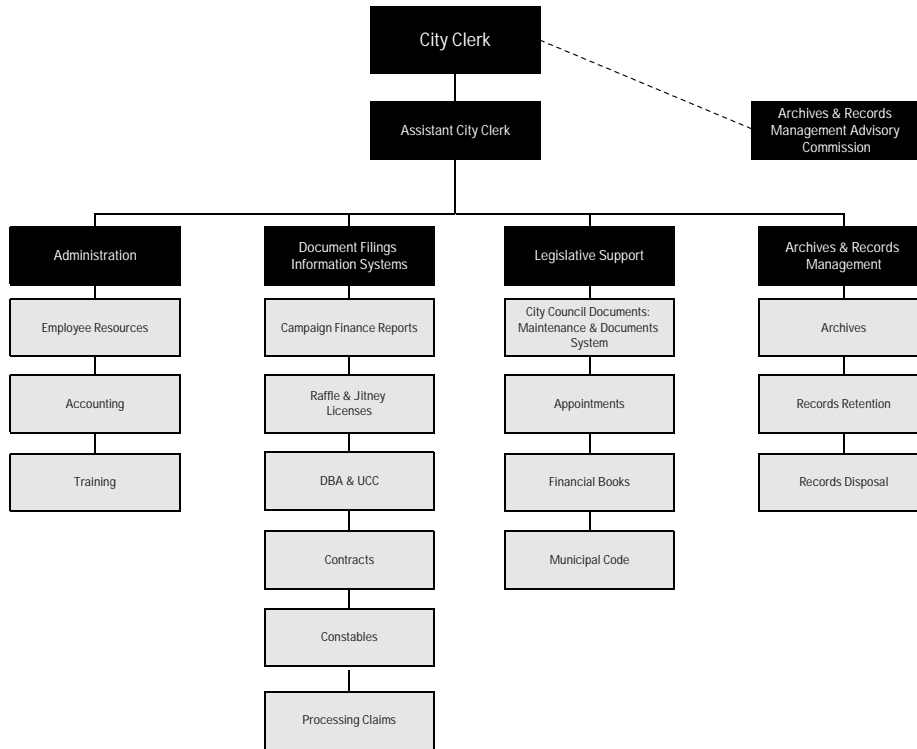 City Clerk
Assistant City Clerk
Archives & Records
Management Advisory
Commission
Administration
Document Filings
Information Systems
Legislative Support
Archives & Records
Management
Employee Resources
Campaign Finance Reports
City Council Documents:
Maintenance & Documents
System
Archives
Accounting
Raffle & Jitney
Licenses
Appointments
Records Retention
Training
DBA & UCC
Financial Books
Records Disposal
Contracts
Municipal Code
Constables
Processing Claims